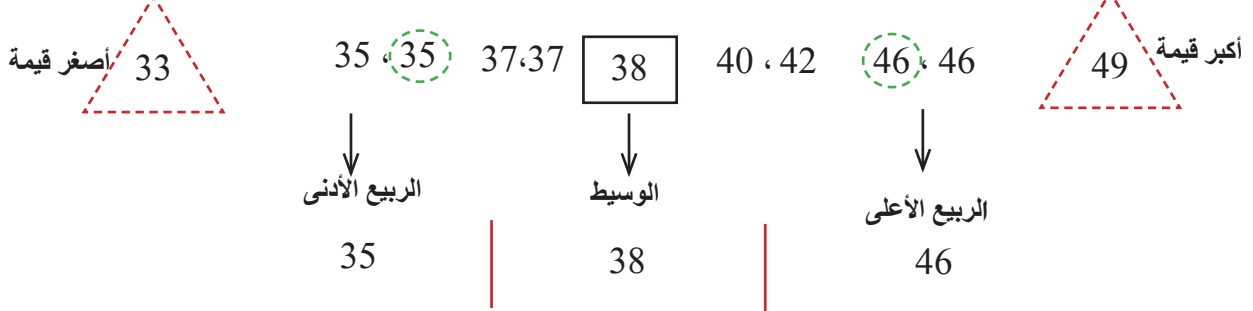 أصغر قيمة 33 35 ، 35 37،37 38 40 ، 42 46 ، 46 49 أكبر قيمة
الربيع الأدنى الوسيط الربيع الأعلى
35 38 46